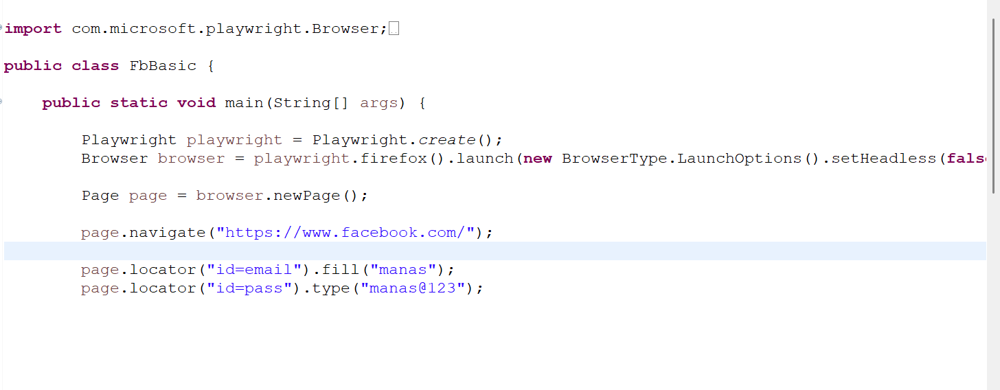 import com.microsoft.playwright.Browser;
public class FbBasic {
public static void main(String[] args) {
Playwright playwright = Playwright.create();
Browser browser = playwright.firefox().launch(new BrowserType.LaunchOptions().setHeadless(fals
Page page = browser.newPage();
page.navigate("https://www.facebook.com/");
page.locator("id=email").fill("manas");
page.locator("id=pass").type("manas@123");